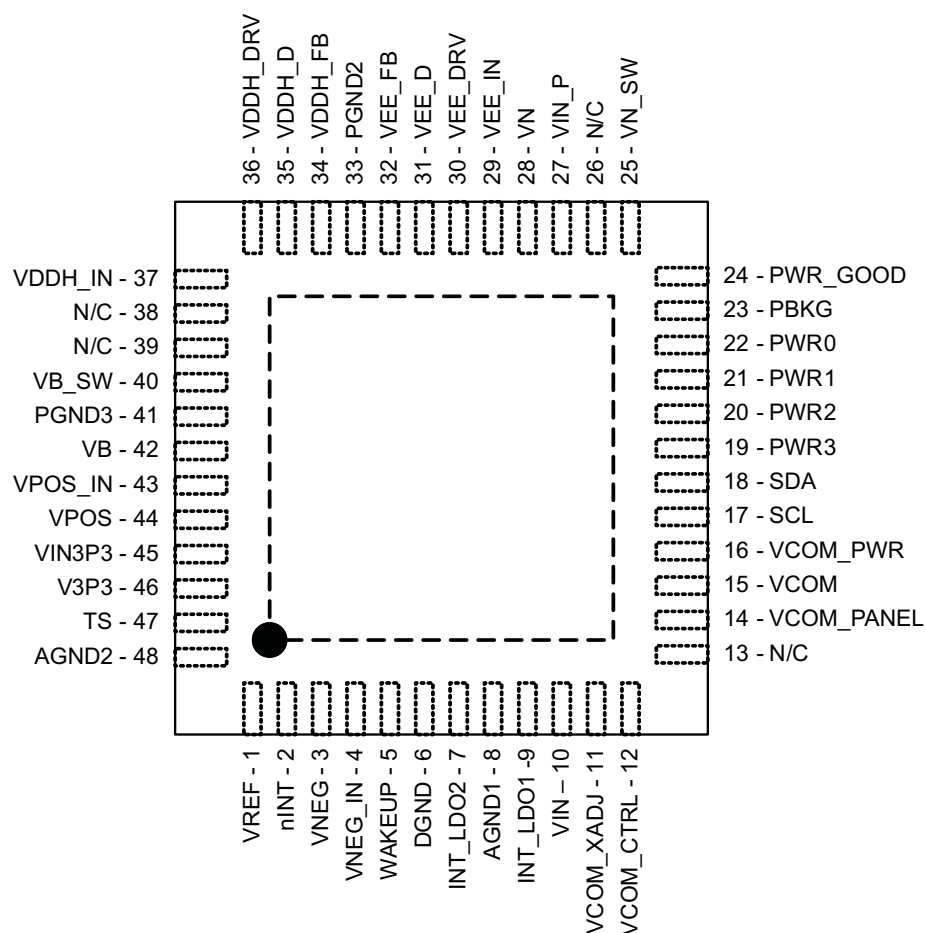 36 - VDDH_DRV
35 - VDDH_D
34 - VDDH_FB
33 - PGND2
32 - VEE_FB
31 - VEE_D
30 - VEE_DRV
29 - VEE_IN
28 - VN
27 - VIN_P
26 - N/C
25 - VN_SW
VDDH_IN - 37
N/C - 38
N/C - 39
VB_SW - 40
PGND3 - 41
VB - 42
VPOS_IN - 43
VPOS - 44
VIN3P3 - 45
V3P3 - 46
TS - 47
AGND2 - 48
24 - PWR_GOOD
23 - PBKG
22 - PWR0
21 - PWR1
20 - PWR2
19 - PWR3
18 - SDA
17 - SCL
16 - VCOM_PWR
15 - VCOM
14 - VCOM_PANEL
13 - N/C
VREF - 1
nINT - 2
VNEG - 3
VNEG_IN - 4
WAKEUP - 5
DGND - 6
INT_LDO2 - 7
AGND1 - 8
INT_LDO1 -9
VIN – 10
VCOM_XADJ - 11
VCOM_CTRL - 12